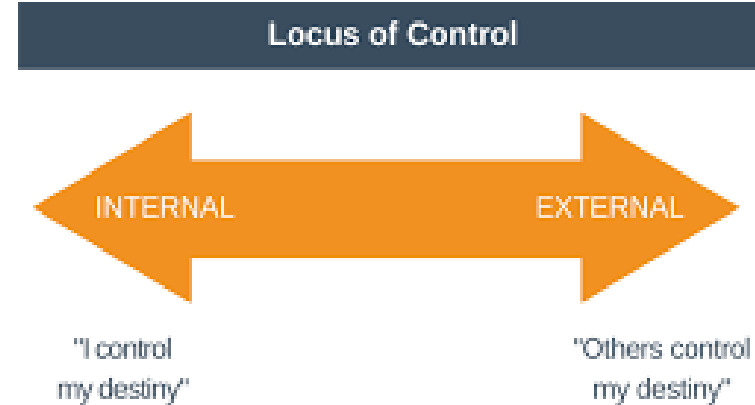 Locus of Control
INTERNAL
EXTERNAL
"I control
my destiny"
"Others control
my destiny"